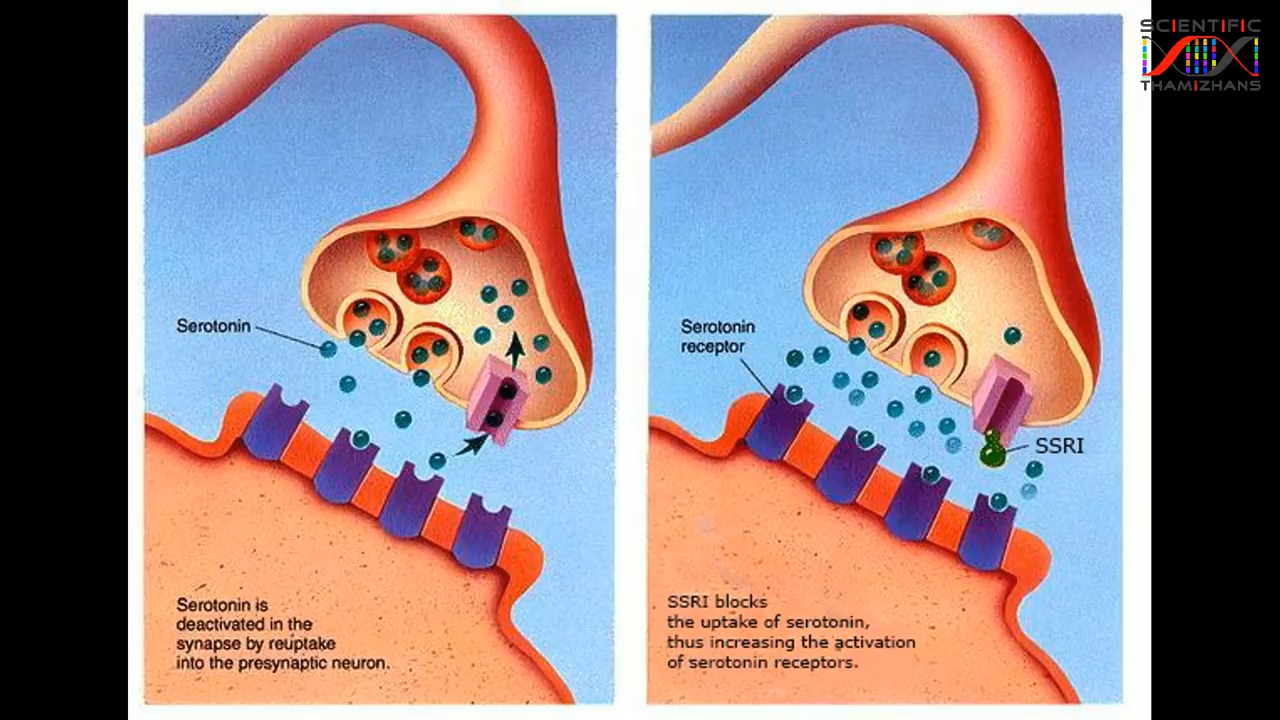 SCIENTIFIC
THAMIZHANS
Serotonin
Serotonin is
deactivated in the
synapse by reuptake
into the presynaptic neuron.
Serotonin
receptor
SSRI
SSRI blocks
the uptake of serotonin,
thus increasing the activation
of serotonin receptors.